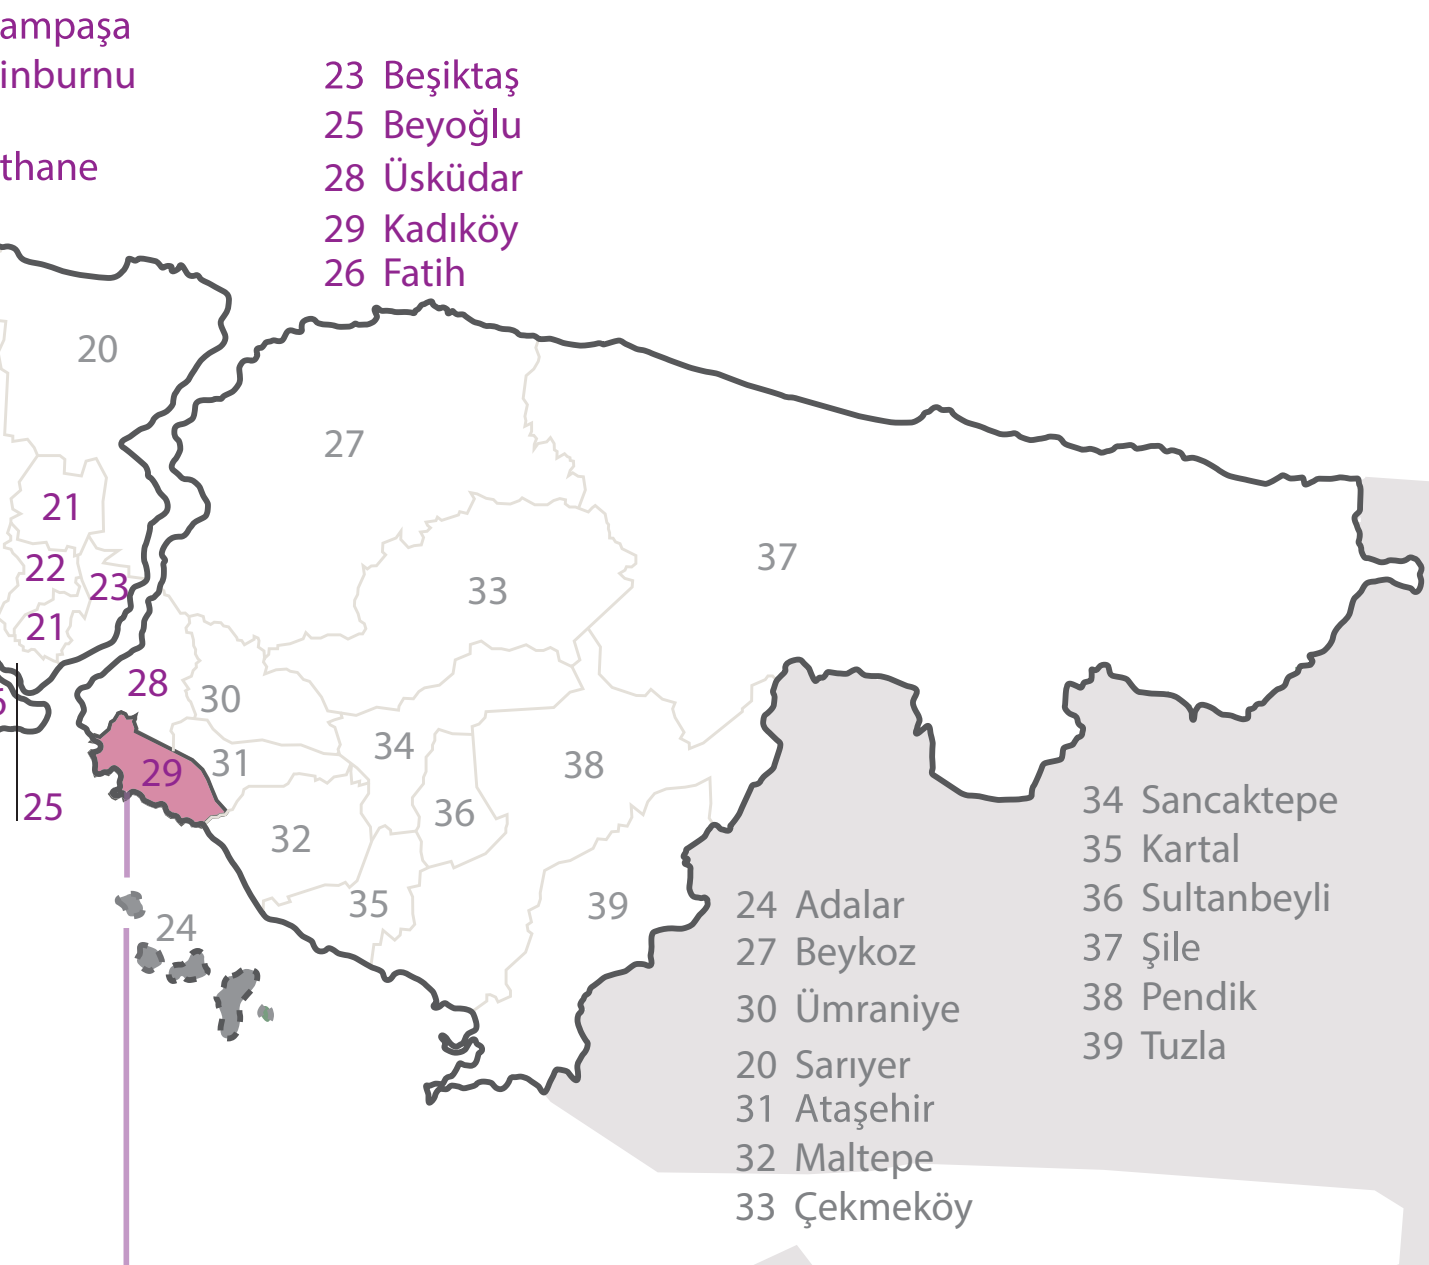 ampaşa
inburnu
thane
23 Beşiktaş
25 Beyoğlu
28 Üsküdar
29 Kadıköy
26 Fatih
20
27
21
22
23
21
37
33
28
30
31
34
38
29
25
36
32
35
39
24
24 Adalar
27 Beykoz
30 Ümraniye
20 Sarıyer
31 Ataşehir
32 Maltepe
33 Çekmeköy
34 Sancaktepe
35 Kartal
36 Sultanbeyli
37 Şile
38 Pendik
39 Tuzla